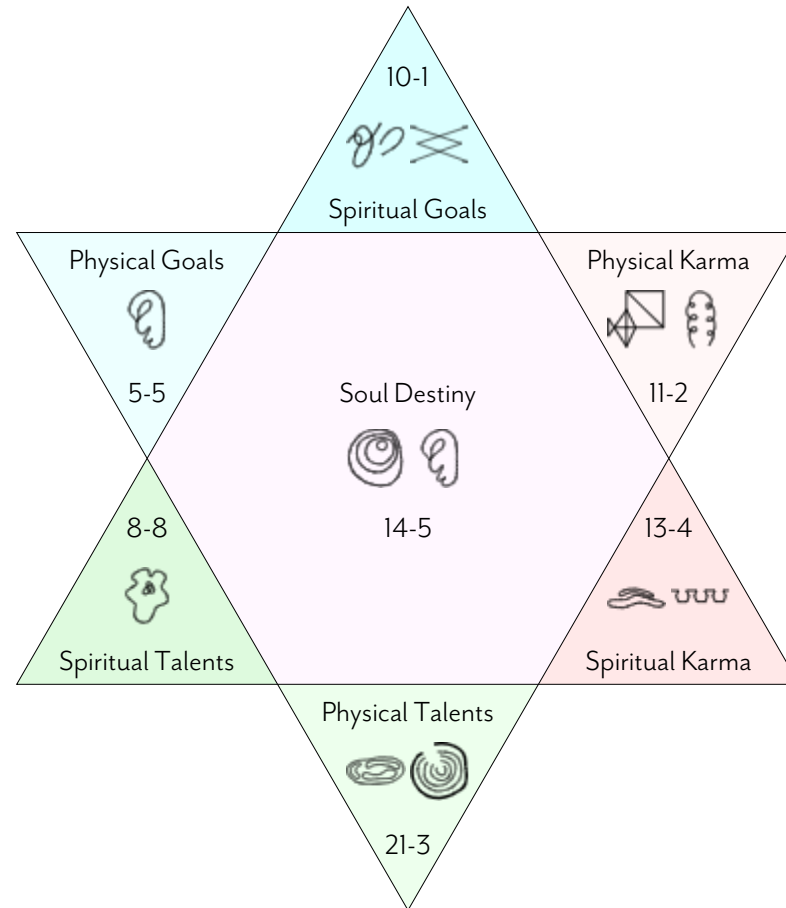 10-1
Spiritual Goals
Physical Goals
5-5
Physical Karma
11-2
Soul Destiny
14-5
8-8
Spiritual Talents
13-4
Spiritual Karma
Physical Talents
21-3